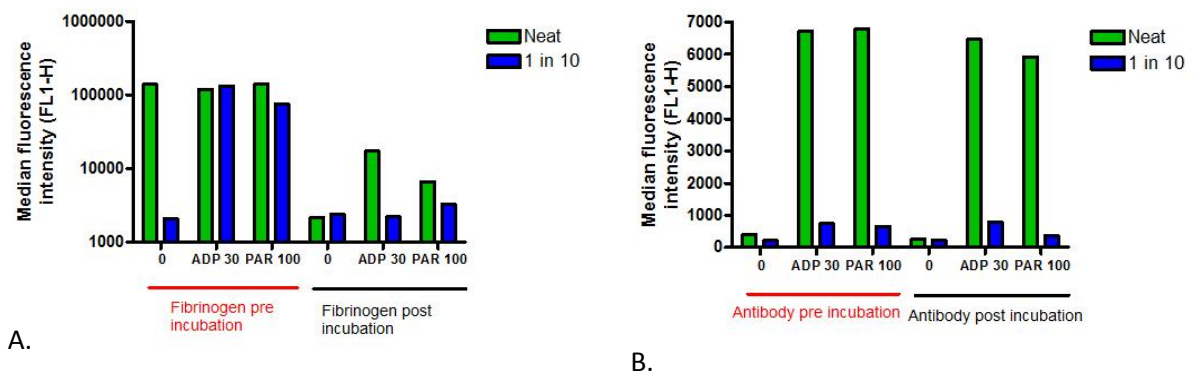 Median fluorescence
intensity (FL1-H)
1000000
100000
10000
1000
Neat
1 in 10
0
ADP 30
PAR 100
0
ADP 30
PAR 100
Fibrinogen pre
incubation
Fibrinogen post
incubation
A.
Median fluorescence
intensity (FL1-H)
7000
6000
5000
4000
3000
2000
1000
0
Neat
1 in 10
0
ADP 30
PAR 100
0
ADP 30
PAR 100
Antibody pre incubation
Antibody post incubation
B.